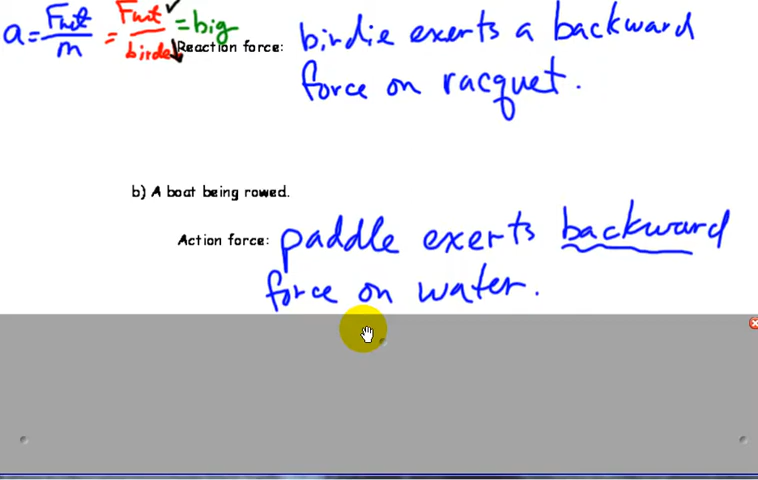 a = Fnet/m = Fnet/birdie = big
Reaction force: birdie exerts a backward
force on racquet.
b) A boat being rowed.
Action force: paddle exerts backward
force on water.